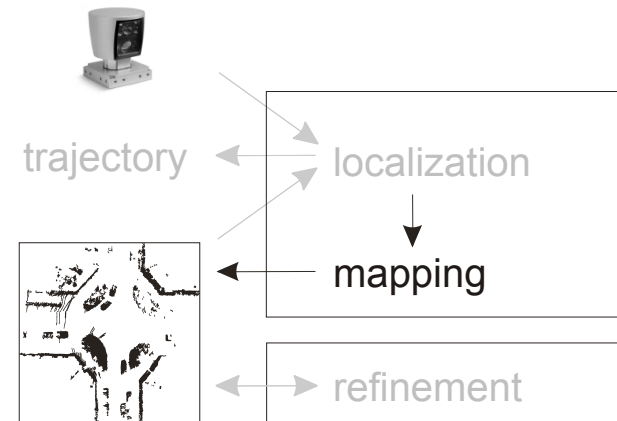 trajectory
localization
mapping
refinement